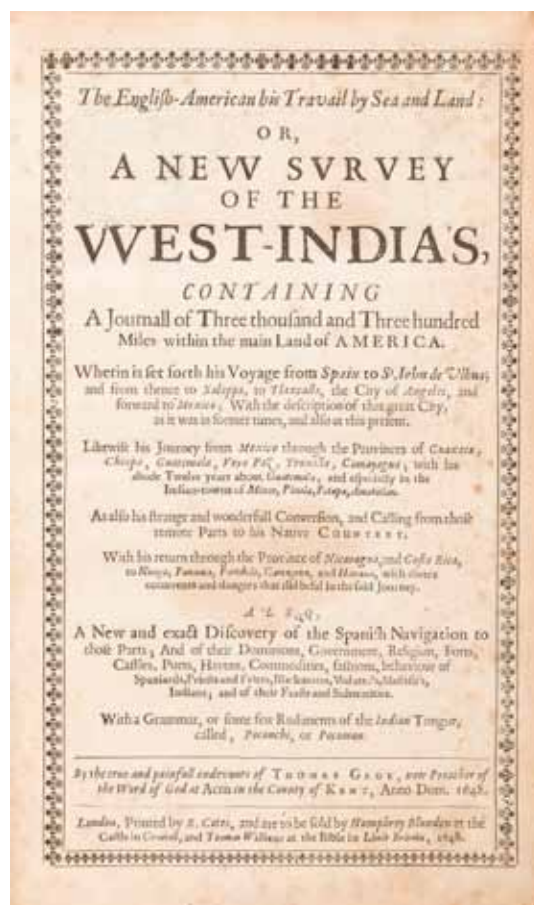 The English-American his Travail by Sea and Land:
OR,
A NEW SVRVEY
OF THE
VVEST-INDIA'S,
CONTAINING
A Journall of Three thousand and Three hundred
Miles within the main Land of AMERICA.
Wherin is set forth his Voyage from Spain to St. Iohn de Ulhua;
and from thence to Xalappa, to Tlaxcalla, the City of Angeles, and
forward to Mexico; With the description of that great City,
as it was in former times, and also at this present.
Likewise his Journey from Mexico through the Provinces of Guaxaca,
Chiapa, Guatemala, Vera Paz, Truxillo, Comayagua; with his
abode Twelve years about Guatemala, and especially in the
Indian-towns of Mixco, Pinola, Petapa, Amatitlan.
As also his strange and wonderfull Conversion, and Calling from those
remote Parts to his Native COUNTREY.
With his return through the Province of Nicaragua, and Costa Rica,
to Nicoya, Panama, Portobelo, Cartagena, and Havana, with divers
occurrents and dangers that did befal in the said Journey.
ALSO,
A New and exact Discovery of the Spanish Navigation to
those Parts; And of their Dominions, Government, Religion, Forts,
Castles, Ports, Havens, Commodities, fashions, behaviour of
Spaniards, Priests and Friers, Blackmores, Mulatto's, Mestiso's,
Indians; and of their Feasts and Solemnities.
With a Grammar, or some few Rudiments of the Indian Tongue,
called, Poconchi, or Pocoman.
By the true and painfull endevours of THOMAS GAGE, now Preacher of
the Word of God at Acris in the County of KENT, Anno Dom. 1648.
London, Printed by R. Cotes, and are to be sold by Humphrey Blunden at the
Castle in Cornhill, and Thomas Williams at the Bible in Little Britain, 1648.